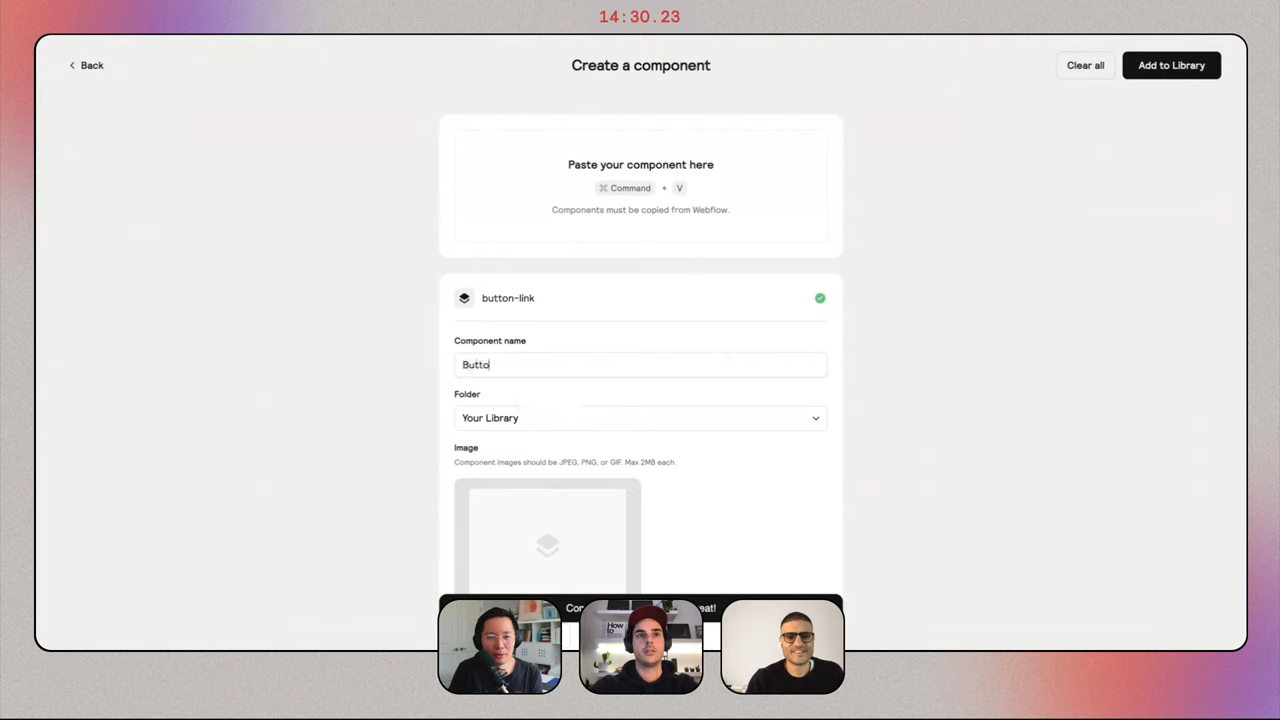 14:30.23
Back
Create a component
Clear all
Add to Library
Paste your component here
⌘ Command + V
Components must be copied from Webflow.
button-link
Component name
Butto
Folder
Your Library
Image
Component images should be JPEG, PNG, or GIF. Max 2MB each.
How
to